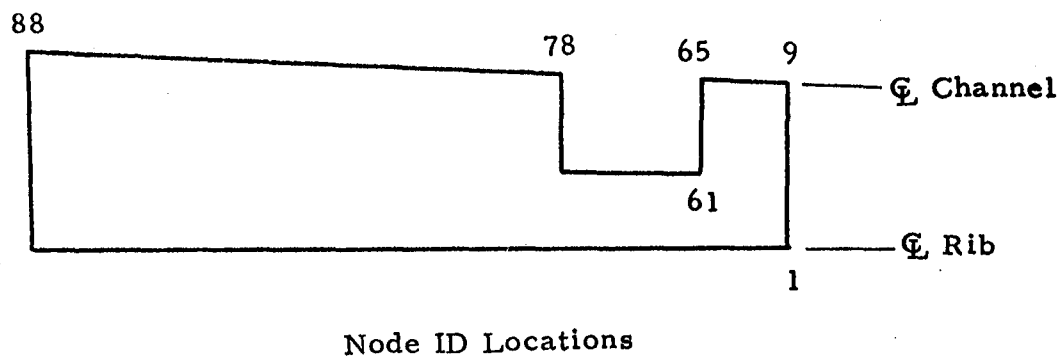 88
78
65
9
℄ Channel
61
℄ Rib
1
Node ID Locations